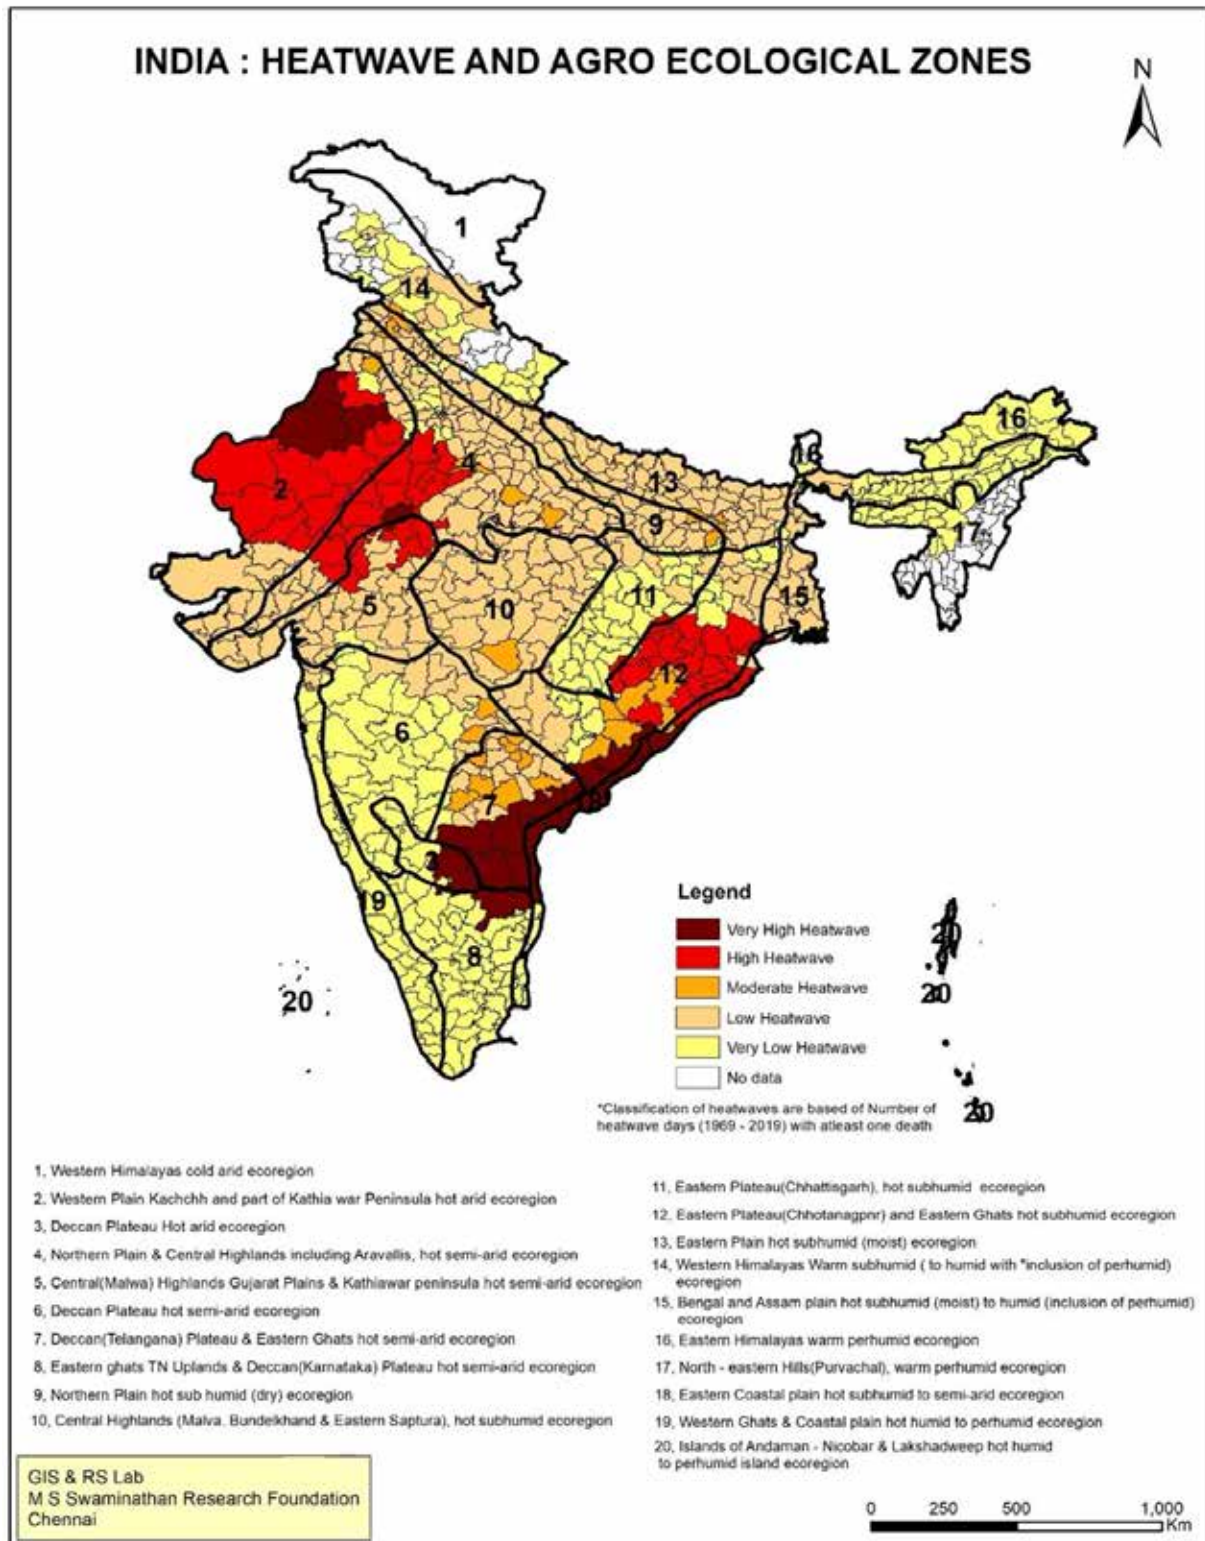 INDIA : HEATWAVE AND AGRO ECOLOGICAL ZONES
N
1
14
16
16
13
2
4
9
17
5
10
11
15
12
6
7
3
19
8
20
20
20
20
Legend
Very High Heatwave
High Heatwave
Moderate Heatwave
Low Heatwave
Very Low Heatwave
No data
*Classification of heatwaves are based of Number of
heatwave days (1969 - 2019) with atleast one death
1, Western Himalayas cold arid ecoregion
2. Western Plain Kachchh and part of Kathia war Peninsula hot arid ecoregion
3, Deccan Plateau Hot arid ecoregion
4, Northern Plain & Central Highlands including Aravallis, hot semi-arid ecoregion
5, Central(Malwa) Highlands Gujarat Plains & Kathiawar peninsula hot semi-arid ecoregion
6, Deccan Plateau hot semi-arid ecoregion
7, Deccan(Telangana) Plateau & Eastern Ghats hot semi-arid ecoregion
8, Eastern ghats TN Uplands & Deccan(Karnataka) Plateau hot semi-arid ecoregion
9, Northern Plain hot sub humid (dry) ecoregion
10, Central Highlands (Malva. Bundelkhand & Eastern Saptura), hot subhumid ecoregion
11, Eastern Plateau(Chhattisgarh), hot subhumid ecoregion
12, Eastern Plateau(Chhotanagpnr) and Eastern Ghats hot subhumid ecoregion
13, Eastern Plain hot subhumid (moist) ecoregion
14, Western Himalayas Warm subhumid ( to humid with "inclusion of perhumid)
ecoregion
15, Bengal and Assam plain hot subhumid (moist) to humid (inclusion of perhumid)
ecoregion
16, Eastern Himalayas warm perhumid ecoregion
17, North - eastern Hills(Purvachal), warm perhumid ecoregion
18, Eastern Coastal plain hot subhumid to semi-arid ecoregion
19, Western Ghats & Coastal plain hot humid to perhumid ecoregion
20, Islands of Andaman - Nicobar & Lakshadweep hot humid
to perhumid island ecoregion
GIS & RS Lab
M S Swaminathan Research Foundation
Chennai
0 250 500 1,000
Km